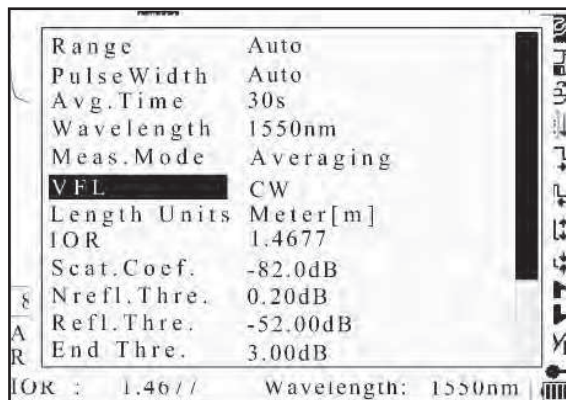 Range Auto
PulseWidth Auto
Avg.Time 30s
Wavelength 1550nm
Meas.Mode Averaging
VFL CW
Length Units Meter[m]
IOR 1.4677
Scat.Coef. -82.0dB
Nrefl.Thre. 0.20dB
Refl.Thre. -52.00dB
End Thre. 3.00dB
8
A
R
IOR : 1.4677 Wavelength: 1550nm